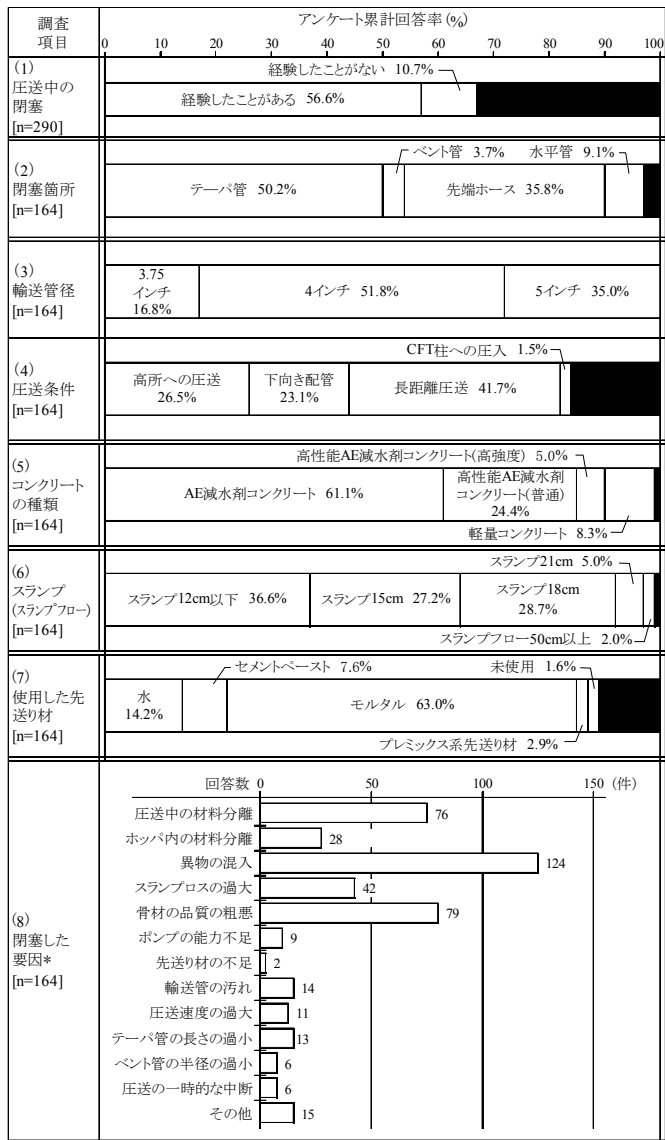 調査
項目
アンケート累計回答率(%)
0 10 20 30 40 50 60 70 80 90 100
(1)
圧送中の
閉塞
[n=290]
経験したことがない 10.7%
経験したことがある 56.6%
(2)
閉塞箇所
[n=164]
ベント管 3.7% 水平管 9.1%
テーパ管 50.2%
先端ホース 35.8%
(3)
輸送管径
[n=164]
3.75
インチ
16.8%
4インチ 51.8%
5インチ 35.0%
(4)
圧送条件
[n=164]
CFT柱への圧入 1.5%
高所への圧送
26.5%
下向き配管
23.1%
長距離圧送 41.7%
(5)
コンクリート
の種類
[n=164]
高性能AE減水剤コンクリート(高強度) 5.0%
AE減水剤コンクリート 61.1%
高性能AE減水剤
コンクリート(普通)
24.4%
軽量コンクリート 8.3%
(6)
スランプ
(スランプフロー)
[n=164]
スランプ21cm 5.0%
スランプ12cm以下 36.6%
スランプ15cm 27.2%
スランプ18cm
28.7%
スランプフロー50cm以上 2.0%
(7)
使用した先
送り材
[n=164]
セメントペースト 7.6%
未使用 1.6%
水
14.2%
モルタル 63.0%
プレミックス系先送り材 2.9%
(8)
閉塞した
要因*
[n=164]
回答数 0 50 100 150 (件)
圧送中の材料分離 76
ホッパ内の材料分離 28
異物の混入 124
スランプロスの過大 42
骨材の品質の粗悪 79
ポンプの能力不足 9
先送り材の不足 2
輸送管の汚れ 14
圧送速度の過大 11
テーパ管の長さの過小 13
ベント管の半径の過小 6
圧送の一時的な中断 6
その他 15